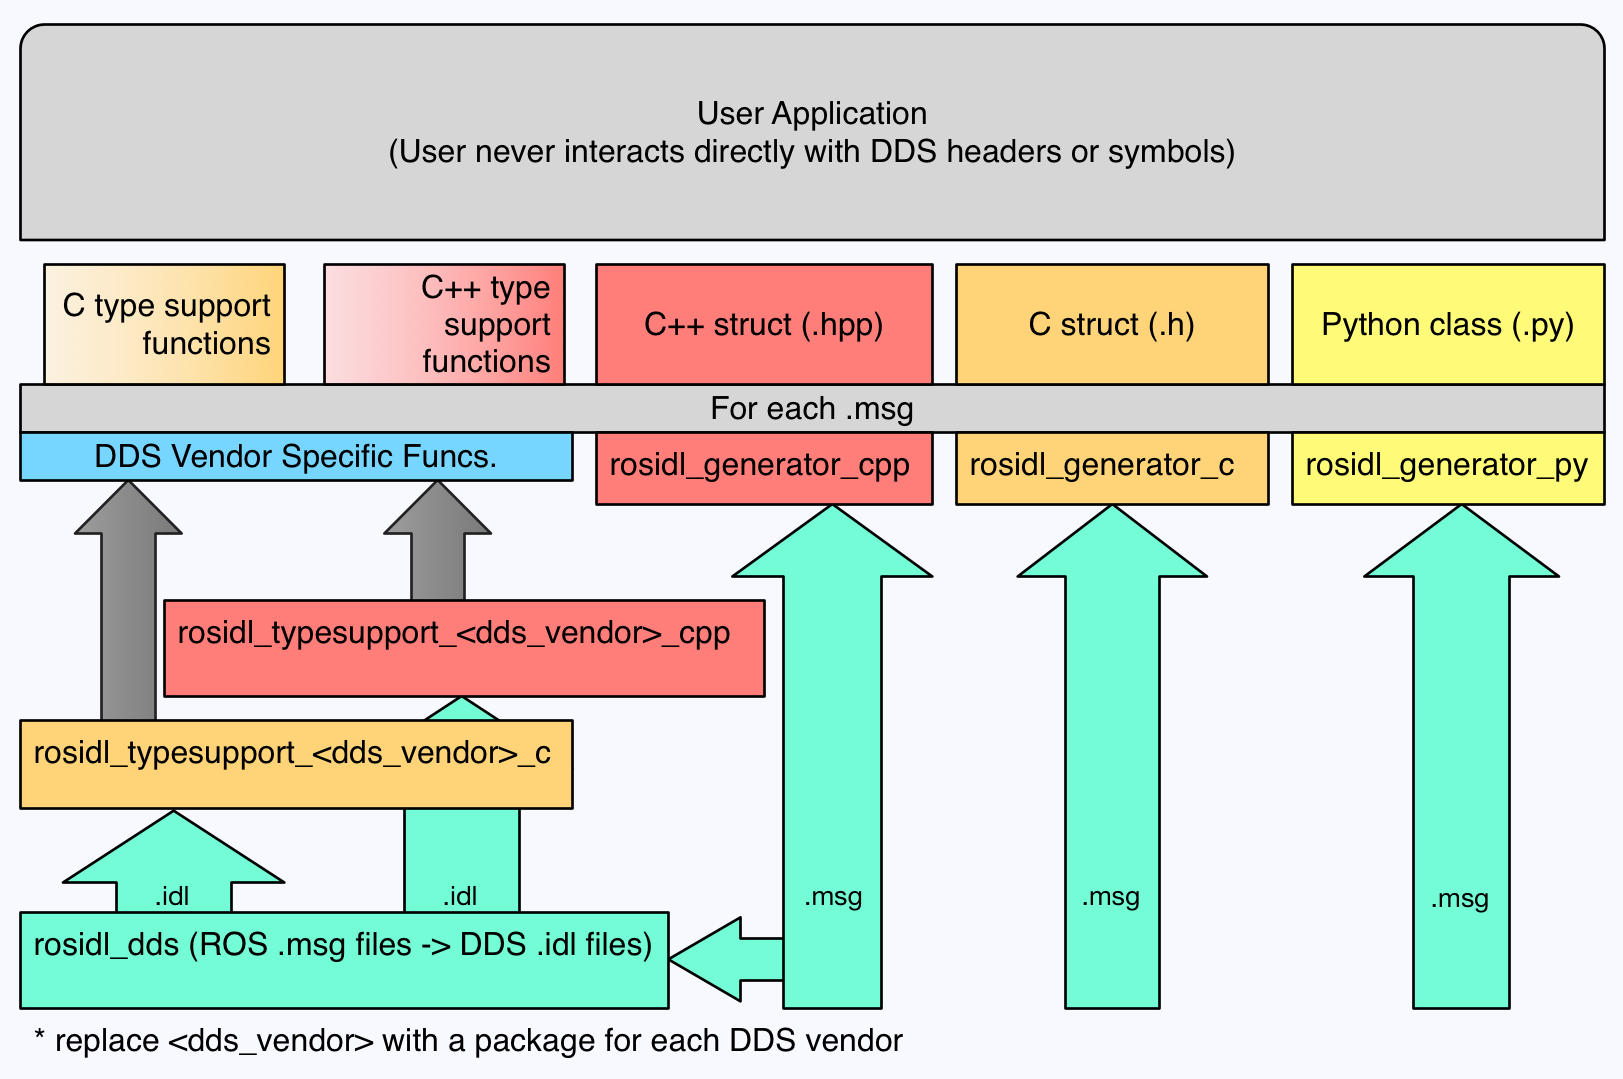 User Application
(User never interacts directly with DDS headers or symbols)
C type support
functions
C++ type
support
functions
C++ struct (.hpp)
C struct (.h)
Python class (.py)
For each .msg
DDS Vendor Specific Funcs.
rosidl_generator_cpp
rosidl_generator_c
rosidl_generator_py
rosidl_typesupport_<dds_vendor>_cpp
rosidl_typesupport_<dds_vendor>_c
.idl
.idl
.msg
.msg
.msg
rosidl_dds (ROS .msg files -> DDS .idl files)
* replace <dds_vendor> with a package for each DDS vendor